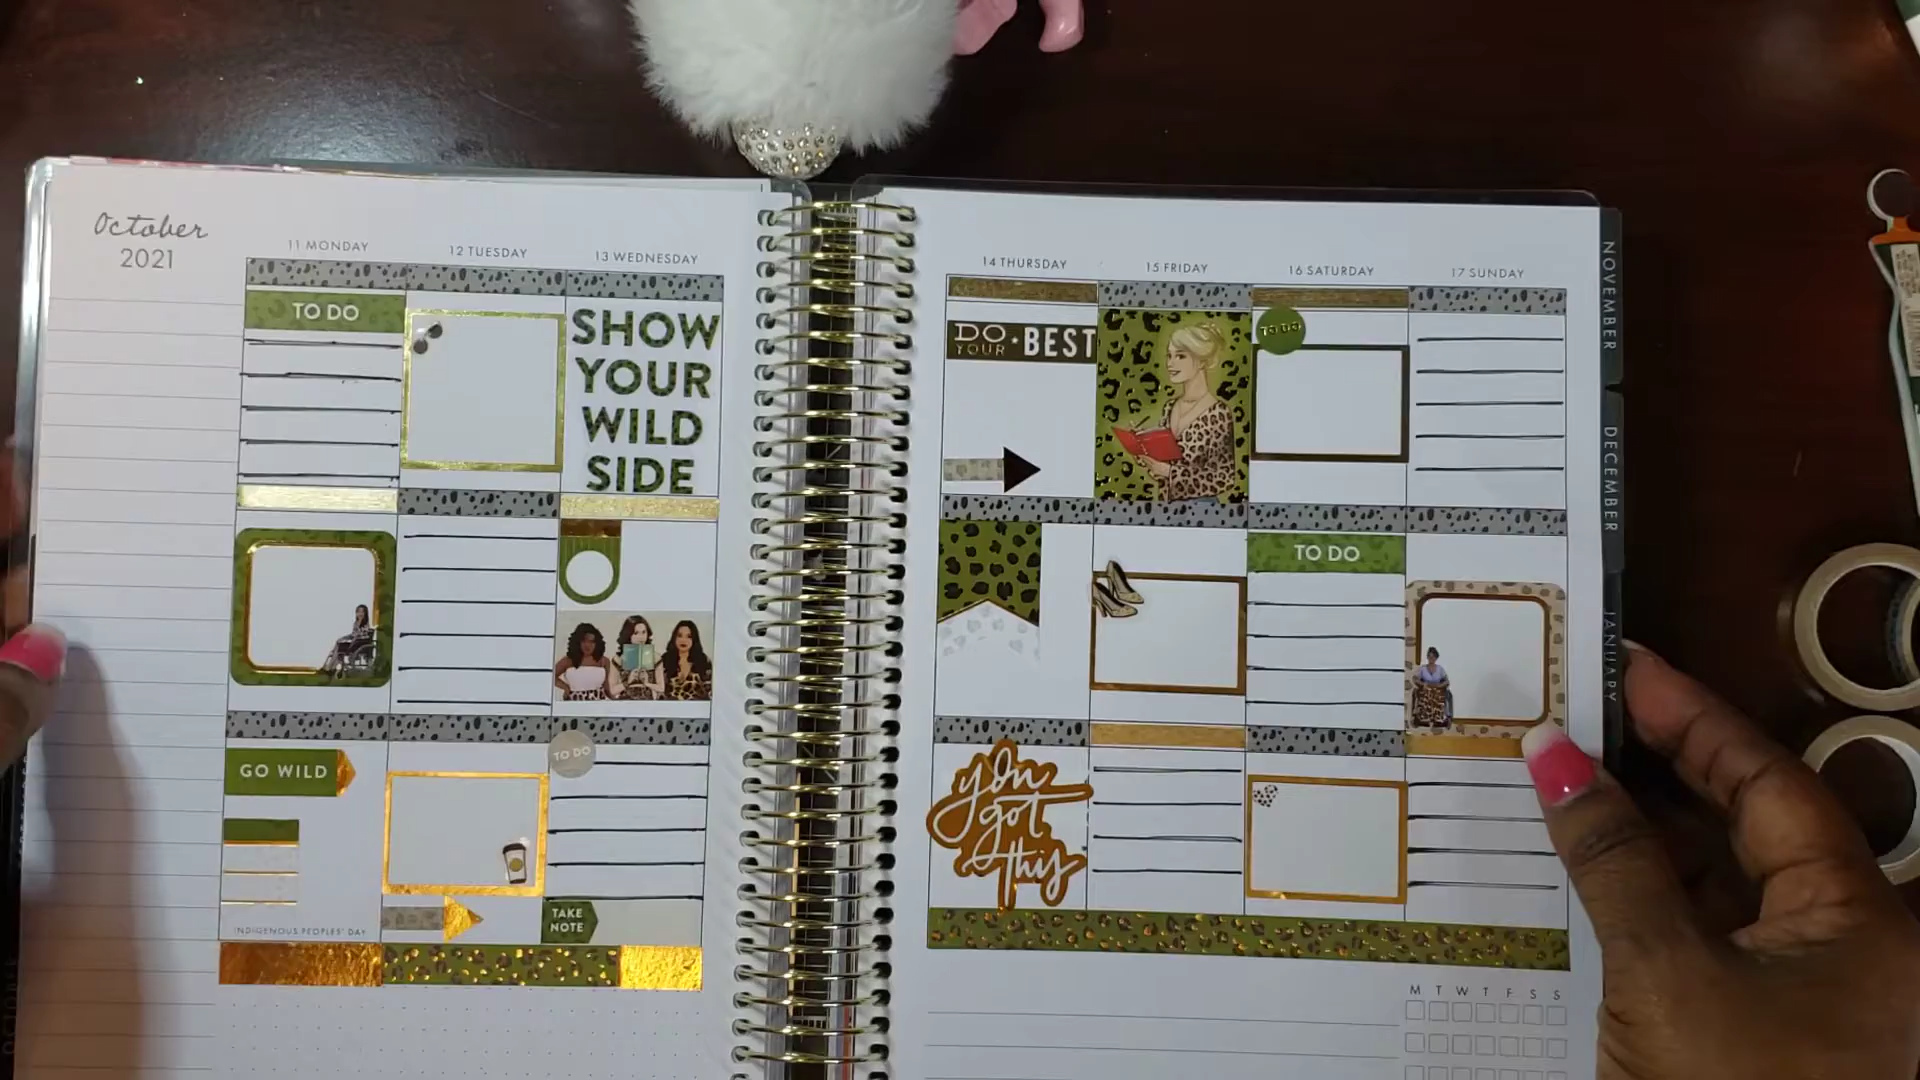 October
2021
11 MONDAY
12 TUESDAY
13 WEDNESDAY
TO DO
SHOW
YOUR
WILD
SIDE
GO WILD
TO DO
TAKE
NOTE
INDIGENOUS PEOPLES' DAY
14 THURSDAY
15 FRIDAY
16 SATURDAY
17 SUNDAY
DO YOUR BEST
TO DO
TO DO
you
got
this
M T W T F S S
NOVEMBER
DECEMBER
JANUARY
OCTOBER